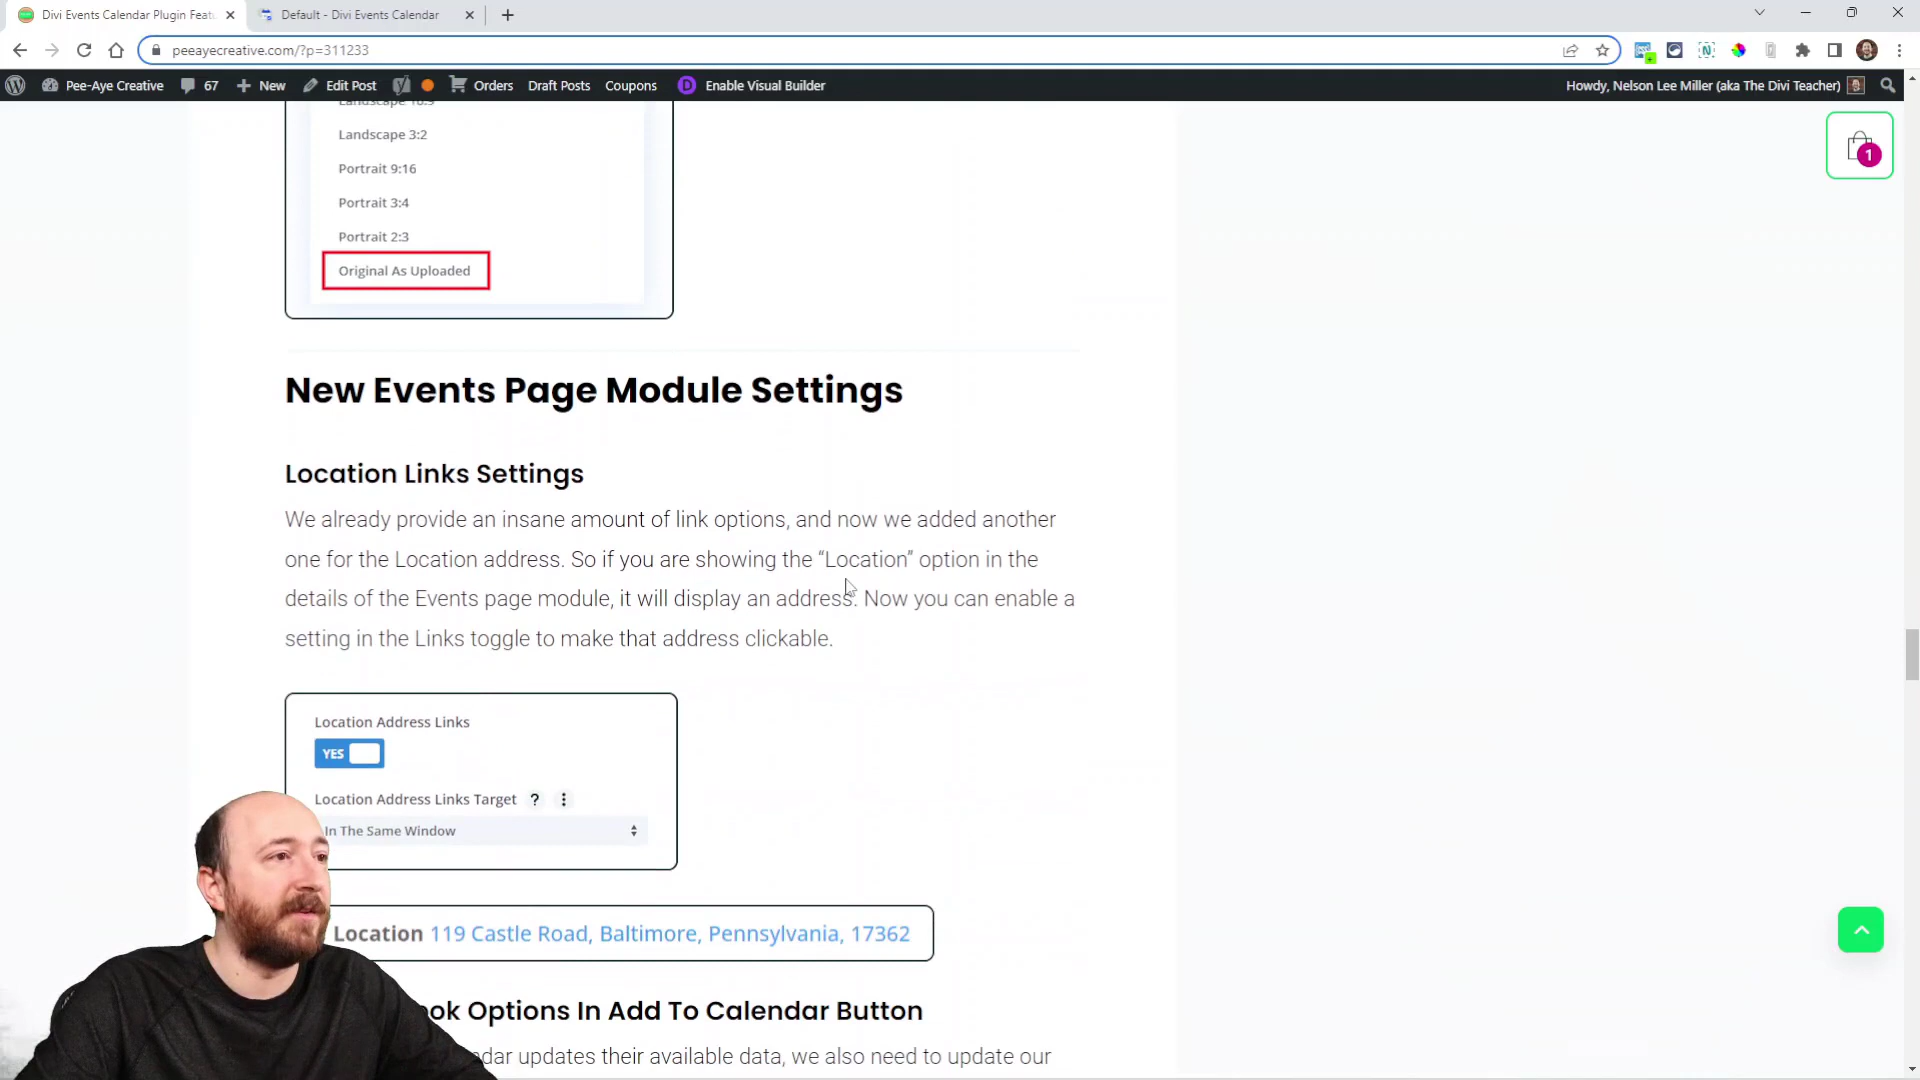 Divi Events Calendar Plugin Featu
Default - Divi Events Calendar
peeayecreative.com/?p=311233
Pee-Aye Creative
67
New
Edit Post
Orders
Draft Posts
Coupons
D
Enable Visual Builder
Howdy, Nelson Lee Miller (aka The Divi Teacher)
1
Landscape 16:9
Landscape 3:2
Portrait 9:16
Portrait 3:4
Portrait 2:3
Original As Uploaded
New Events Page Module Settings
Location Links Settings
We already provide an insane amount of link options, and now we added another
one for the Location address. So if you are showing the “Location” option in the
details of the Events page module, it will display an address. Now you can enable a
setting in the Links toggle to make that address clickable.
Location Address Links
YES
Location Address Links Target ?
In The Same Window
Location 119 Castle Road, Baltimore, Pennsylvania, 17362
ok Options In Add To Calendar Button
ndar updates their available data, we also need to update our